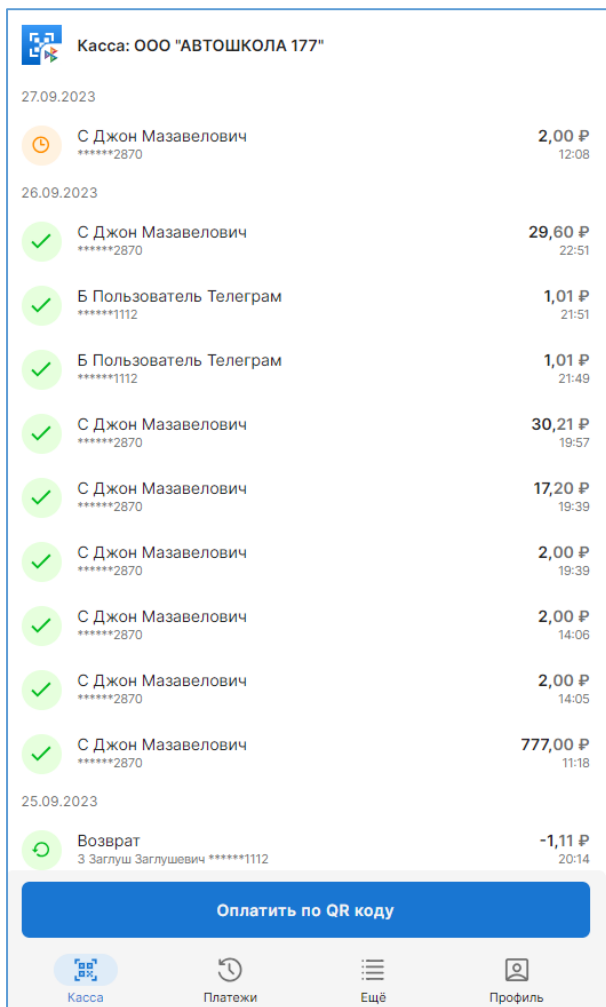 Касса: ООО "АВТОШКОЛА 177"
27.09.2023
С Джон Мазавелович 2,00 ₽
******2870 12:08
26.09.2023
С Джон Мазавелович 29,60 ₽
******2870 22:51
Б Пользователь Телеграм 1,01 ₽
******1112 21:51
Б Пользователь Телеграм 1,01 ₽
******1112 21:49
С Джон Мазавелович 30,21 ₽
******2870 19:57
С Джон Мазавелович 17,20 ₽
******2870 19:39
С Джон Мазавелович 2,00 ₽
******2870 19:39
С Джон Мазавелович 2,00 ₽
******2870 14:06
С Джон Мазавелович 2,00 ₽
******2870 14:05
С Джон Мазавелович 777,00 ₽
******2870 11:18
25.09.2023
Возврат -1,11 ₽
З Заглуш Заглушевич ******1112 20:14
Оплатить по QR коду
Касса Платежи Ещё Профиль